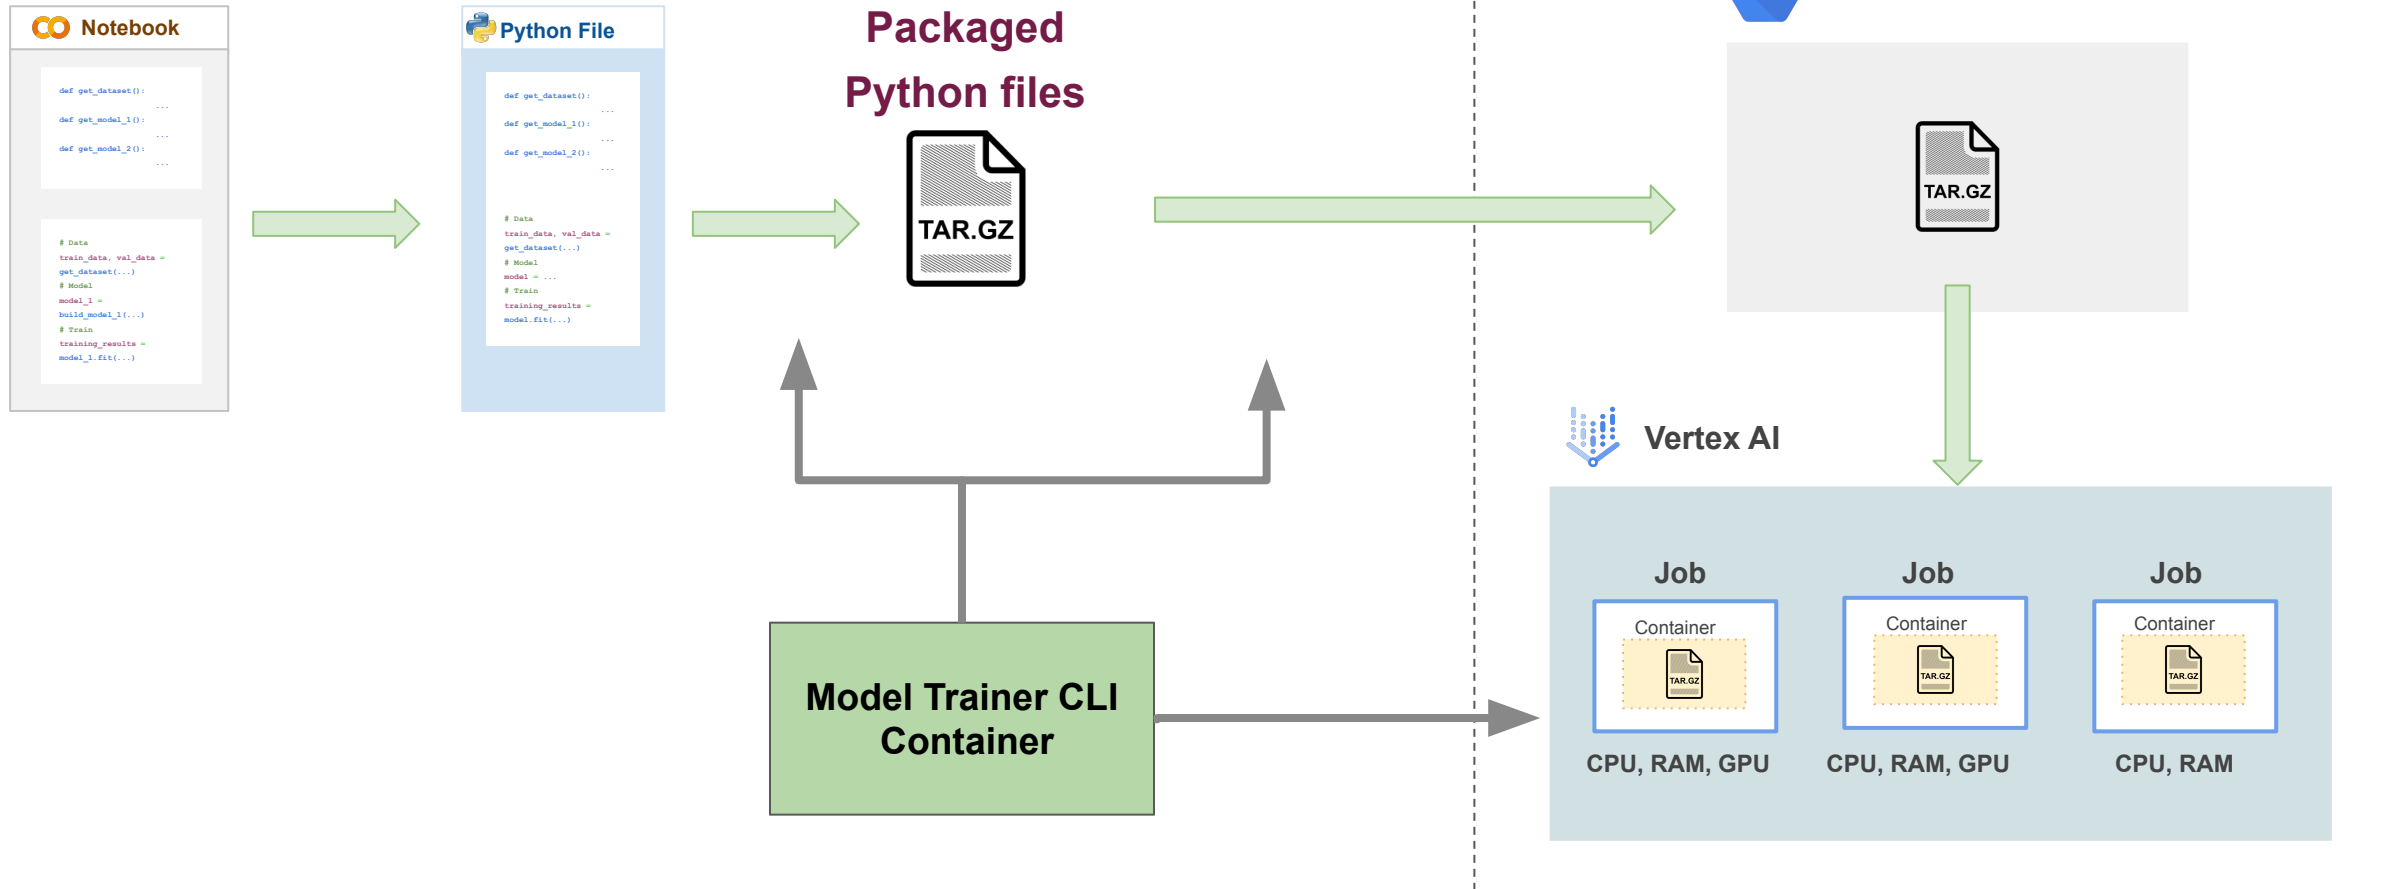 Notebook
def get_dataset():
...
def get_model_1():
...
def get_model_2():
...
# Data
train_data, val_data =
get_dataset(...)
# Model
model_1 =
build_model_1(...)
# Train
training_results =
model_1.fit(...)
Python File
def get_dataset():
...
def get_model_1():
...
def get_model_2():
...
# Data
train_data, val_data =
get_dataset(...)
# Model
model = ...
# Train
training_results =
model.fit(...)
Packaged
Python files
TAR.GZ
TAR.GZ
Model Trainer CLI
Container
Vertex AI
Job
Container
TAR.GZ
CPU, RAM, GPU
Job
Container
TAR.GZ
CPU, RAM, GPU
Job
Container
TAR.GZ
CPU, RAM